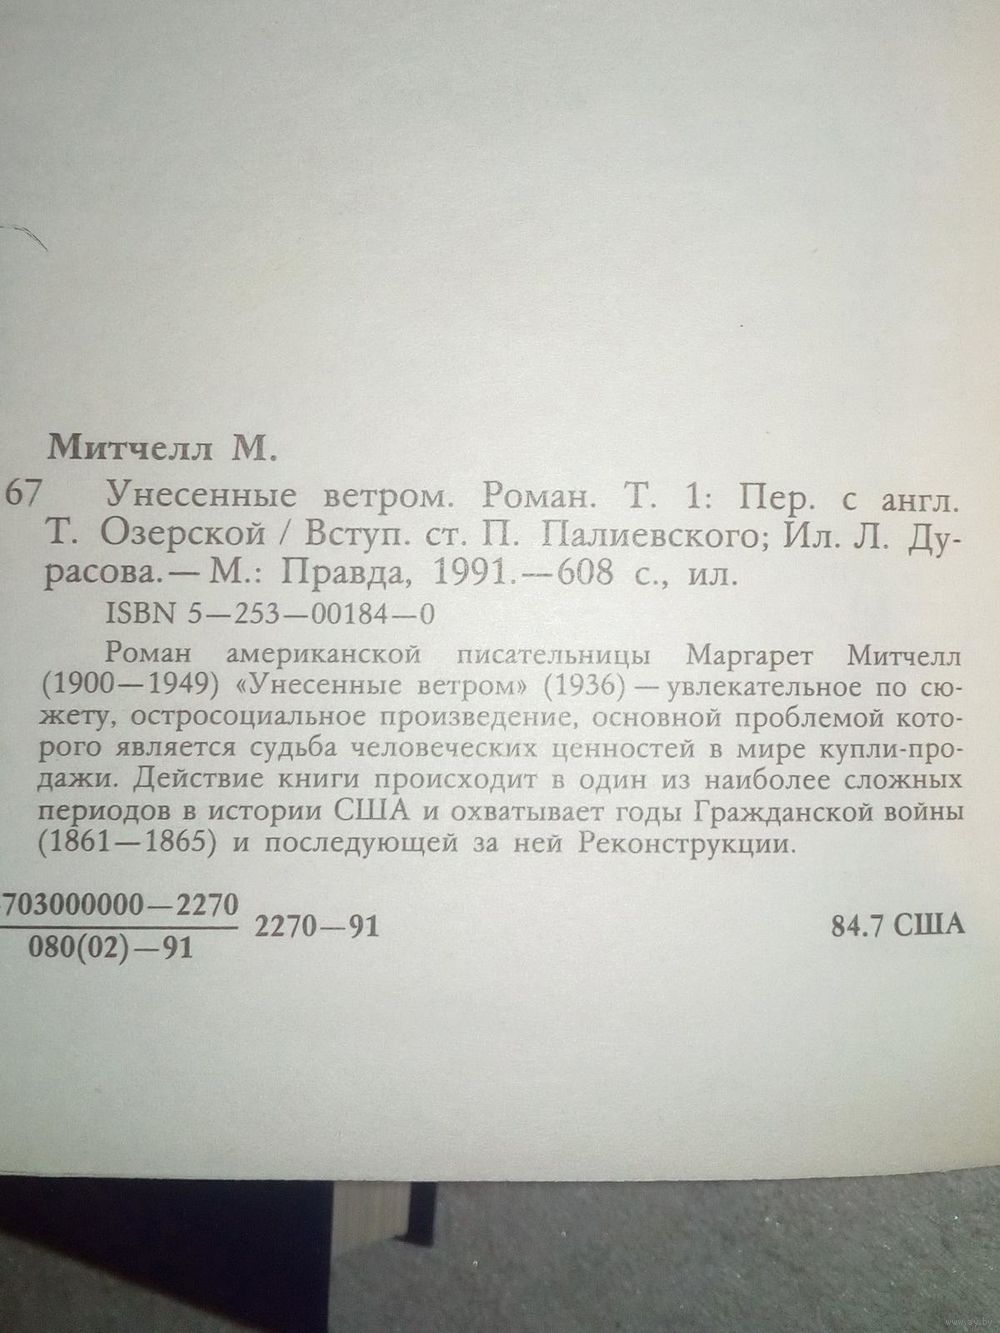 Митчелл М.
67 Унесенные ветром. Роман. Т. 1: Пер. с англ.
Т. Озерской / Вступ. ст. П. Палиевского; Ил. Л. Ду-
расова.— М.: Правда, 1991.—608 с., ил.
ISBN 5—253—00184—0
Роман американской писательницы Маргарет Митчелл
(1900—1949) «Унесенные ветром» (1936) — увлекательное по сю-
жету, остросоциальное произведение, основной проблемой кото-
рого является судьба человеческих ценностей в мире купли-про-
дажи. Действие книги происходит в один из наиболее сложных
периодов в истории США и охватывает годы Гражданской войны
(1861—1865) и последующей за ней Реконструкции.
703000000—2270
080(02)—91
2270—91
84.7 США
www.ay.by